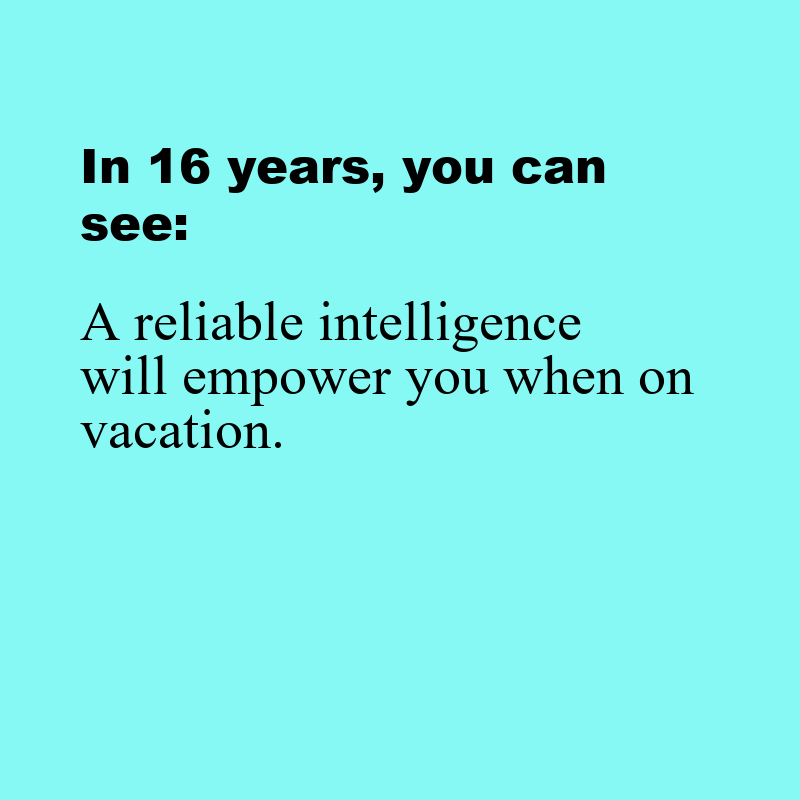 In 16 years, you can
see:
A reliable intelligence
will empower you when on
vacation.